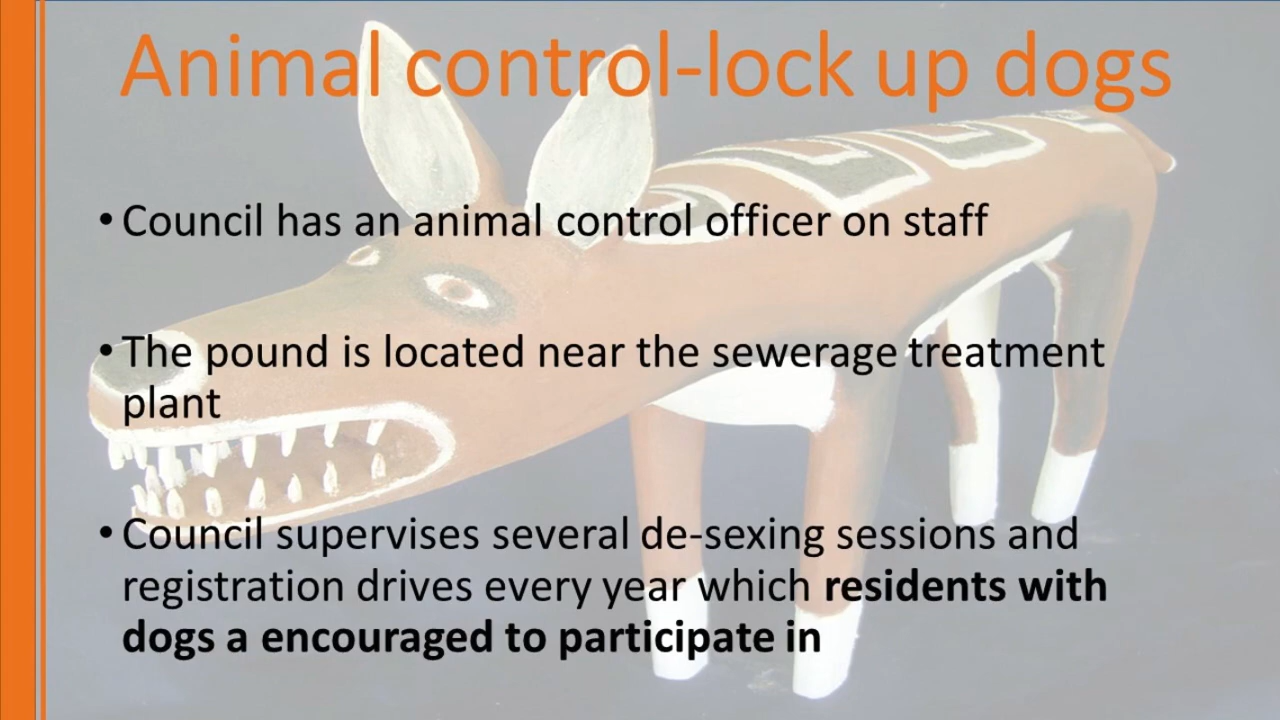 Animal control-lock up dogs
• Council has an animal control officer on staff
• The pound is located near the sewerage treatment
plant
• Council supervises several de-sexing sessions and
registration drives every year which residents with
dogs a encouraged to participate in